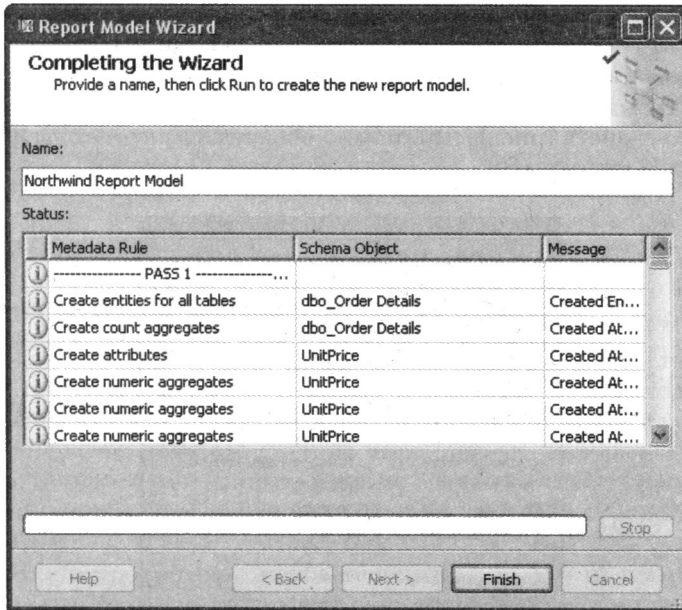 Report Model Wizard
Completing the Wizard
Provide a name, then click Run to create the new report model.
Name:
Northwind Report Model
Status:
Metadata Rule Schema Object Message
----------------- PASS 1 --------------...
Create entities for all tables dbo_Order Details Created En...
Create count aggregates dbo_Order Details Created At...
Create attributes UnitPrice Created At...
Create numeric aggregates UnitPrice Created At...
Create numeric aggregates UnitPrice Created At...
Create numeric aggregates UnitPrice Created At...
Stop
Help < Back Next > Finish Cancel